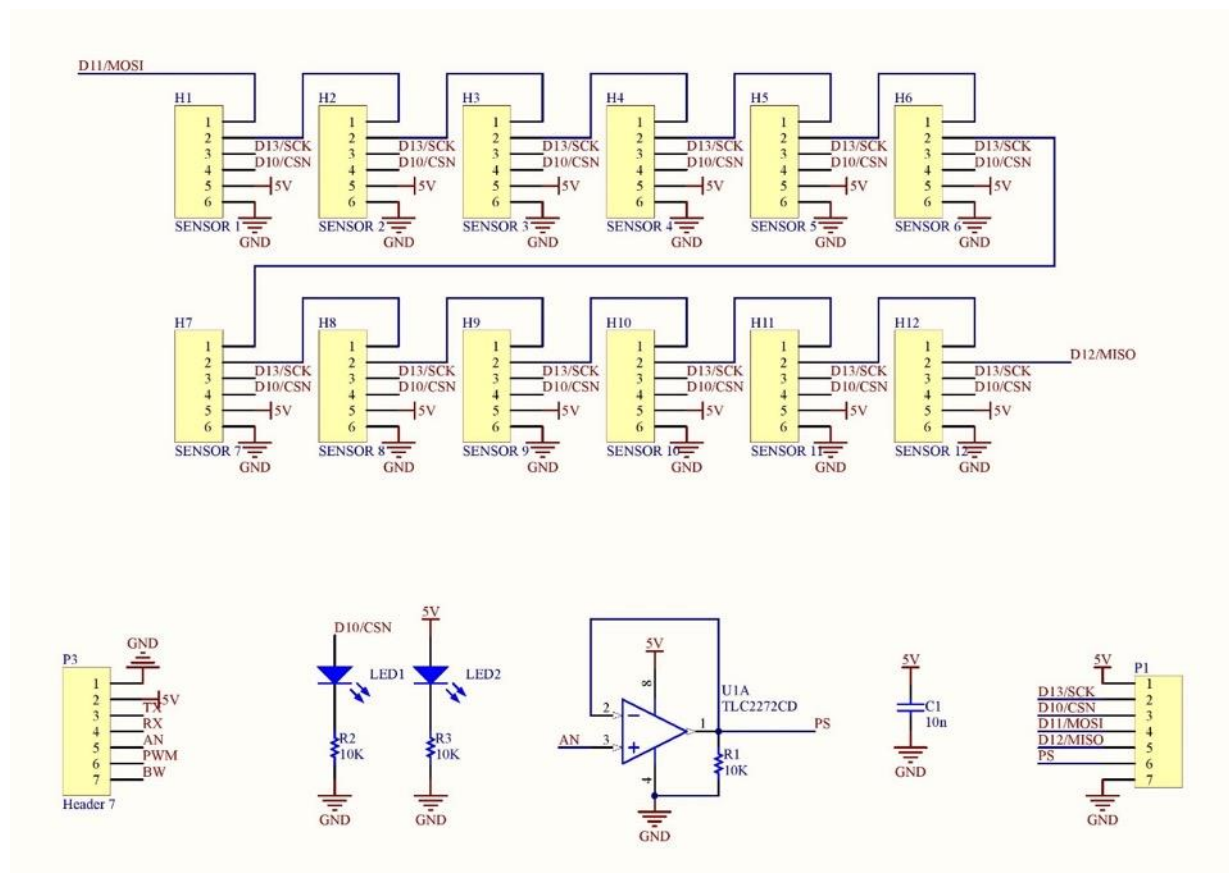 D11/MOSI
H1 H2 H3 H4 H5 H6
1 1 1 1 1 1
2 2 2 2 2 2
3 D13/SCK 3 D13/SCK 3 D13/SCK 3 D13/SCK 3 D13/SCK 3 D13/SCK
4 D10/CSN 4 D10/CSN 4 D10/CSN 4 D10/CSN 4 D10/CSN 4 D10/CSN
5 5V 5 5V 5 5V 5 5V 5 5V 5 5V
6 6 6 6 6 6
SENSOR 1 SENSOR 2 SENSOR 3 SENSOR 4 SENSOR 5 SENSOR 6
GND GND GND GND GND GND
H7 H8 H9 H10 H11 H12
1 1 1 1 1 1
2 2 2 2 2 2 D12/MISO
3 D13/SCK 3 D13/SCK 3 D13/SCK 3 D13/SCK 3 D13/SCK 3 D13/SCK
4 D10/CSN 4 D10/CSN 4 D10/CSN 4 D10/CSN 4 D10/CSN 4 D10/CSN
5 5V 5 5V 5 5V 5 5V 5 5V 5 5V
6 6 6 6 6 6
SENSOR 7 SENSOR 8 SENSOR 9 SENSOR 10 SENSOR 11 SENSOR 12
GND GND GND GND GND GND
P3
GND
1
2 5V
3 TX
4 RX
5 AN
6 PWM
7 BW
Header 7
D10/CSN
LED1
R2
10K
GND
5V
LED2
R3
10K
GND
5V
8
U1A
TLC2272CD
2
1 PS
AN 3
R1
10K
4
GND
5V
C1
10n
GND
P1
5V 1
D13/SCK 2
D10/CSN 3
D11/MOSI 4
D12/MISO 5
PS 6
7
GND